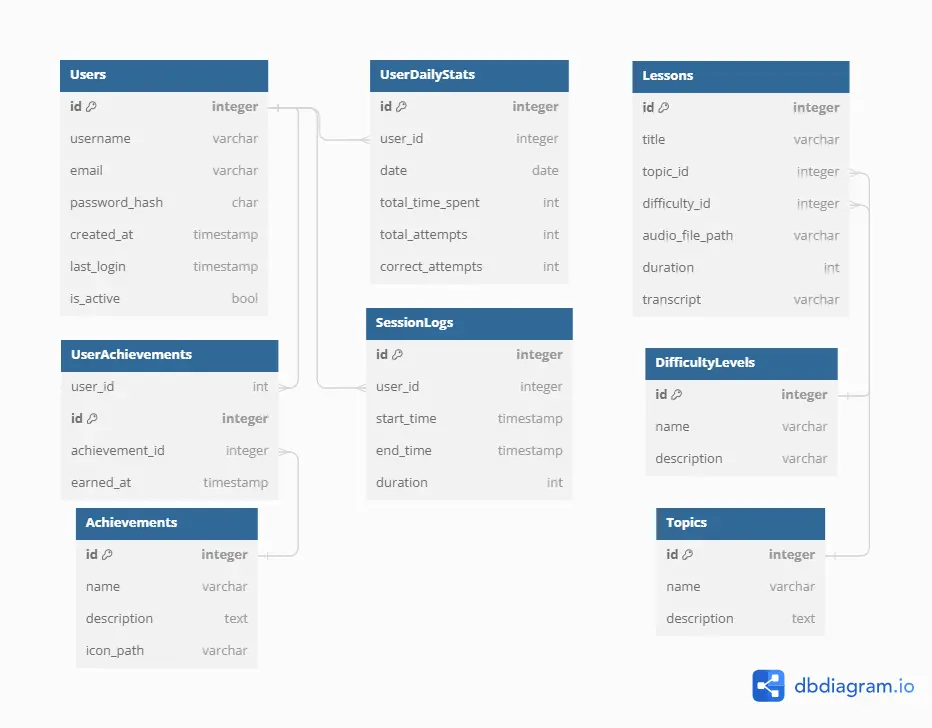 Users
id integer
username varchar
email varchar
password_hash char
created_at timestamp
last_login timestamp
is_active bool
UserAchievements
user_id int
id integer
achievement_id integer
earned_at timestamp
Achievements
id integer
name varchar
description text
icon_path varchar
UserDailyStats
id integer
user_id integer
date date
total_time_spent int
total_attempts int
correct_attempts int
SessionLogs
id integer
user_id integer
start_time timestamp
end_time timestamp
duration int
Lessons
id integer
title varchar
topic_id integer
difficulty_id integer
audio_file_path varchar
duration int
transcript varchar
DifficultyLevels
id integer
name varchar
description varchar
Topics
id integer
name varchar
description text
dbdiagram.io